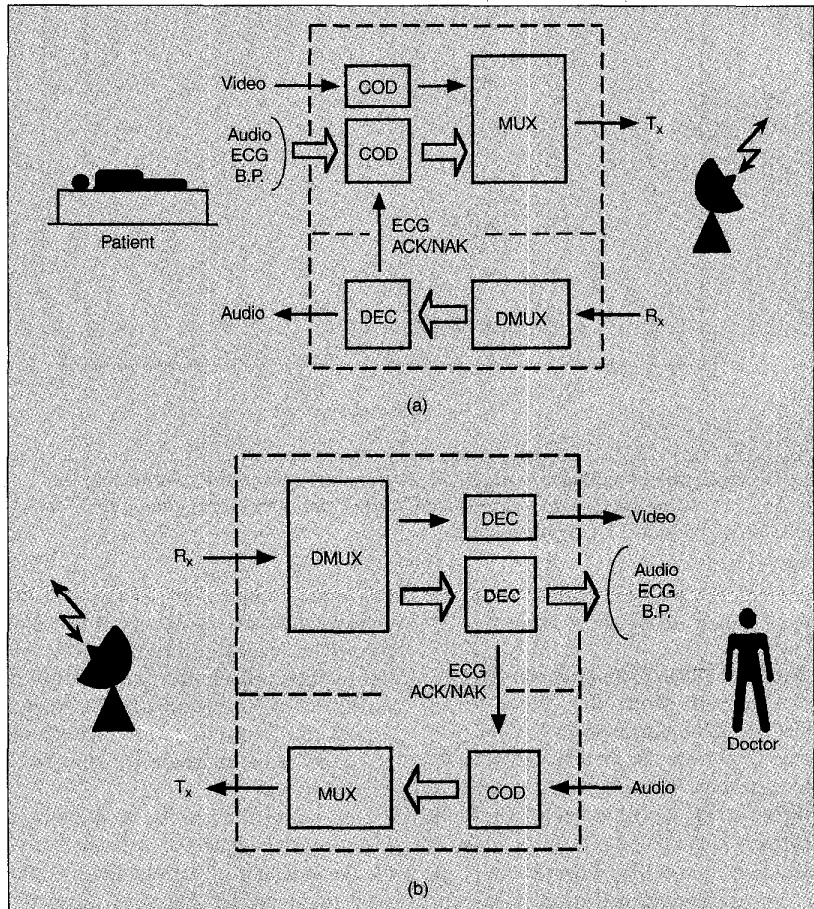 Video
COD
MUX
Tx
Audio
ECG
B.P.
COD
Patient
ECG
ACK/NAK
Audio
DEC
DMUX
Rx
(a)
Rx
DMUX
DEC
Video
DEC
Audio
ECG
B.P.
ECG
ACK/NAK
Doctor
Tx
MUX
COD
Audio
(b)